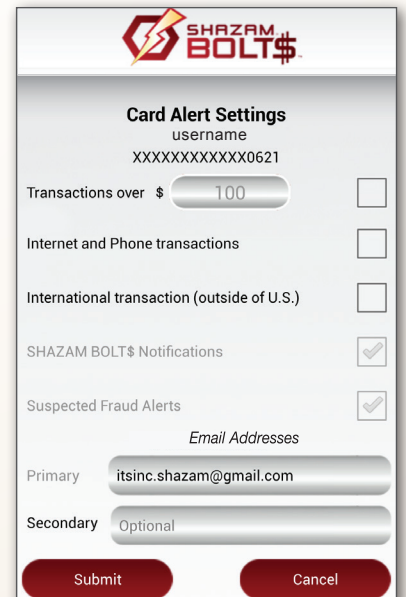 SHAZAM
BOLT$
Card Alert Settings
username
XXXXXXXXXXXX0621
Transactions over $ 100
Internet and Phone transactions
International transaction (outside of U.S.)
SHAZAM BOLT$ Notifications
Suspected Fraud Alerts
Email Addresses
Primary itsinc.shazam@gmail.com
Secondary Optional
Submit Cancel